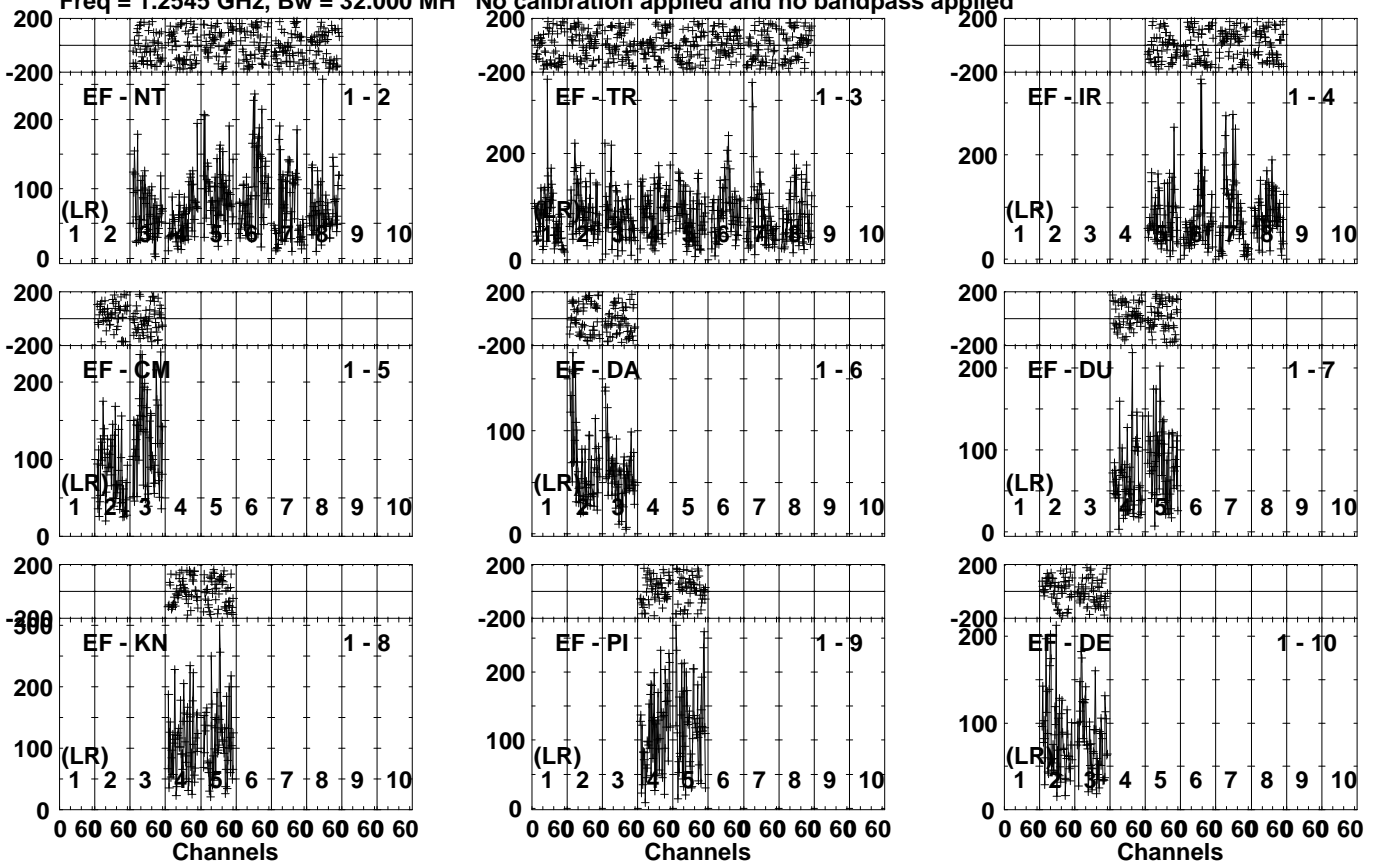 Freq = 1.2545 GHz, Bw = 32.000 MH No calibration applied and no bandpass applied
200
-200
EF - NT 1 - 2
200
100
0
(LR)
1 2 3 4 5 6 7 8 9 10
EF - TR 1 - 3
200
0
(LR)
1 2 3 4 5 6 7 8 9 10
200
-200
EF - IR 1 - 4
200
0
(LR)
1 2 3 4 5 6 7 8 9 10
200
-200
EF - CM 1 - 5
200
100
0
(LR)
1 2 3 4 5 6 7 8 9 10
200
-200
EF - DA 1 - 6
100
0
(LR)
1 2 3 4 5 6 7 8 9 10
200
-200
EF - DU 1 - 7
200
100
0
(LR)
1 2 3 4 5 6 7 8 9 10
200
-200
300
EF - KN 1 - 8
200
100
0
(LR)
1 2 3 4 5 6 7 8 9 10
0 60 60 60 60 60 60 60 60 60 60
Channels
200
-200
EF - PI 1 - 9
200
100
0
(LR)
1 2 3 4 5 6 7 8 9 10
0 60 60 60 60 60 60 60 60 60 60
Channels
200
-200
EF - DE 1 - 10
200
100
0
(LR)
1 2 3 4 5 6 7 8 9 10
0 60 60 60 60 60 60 60 60 60 60
Channels